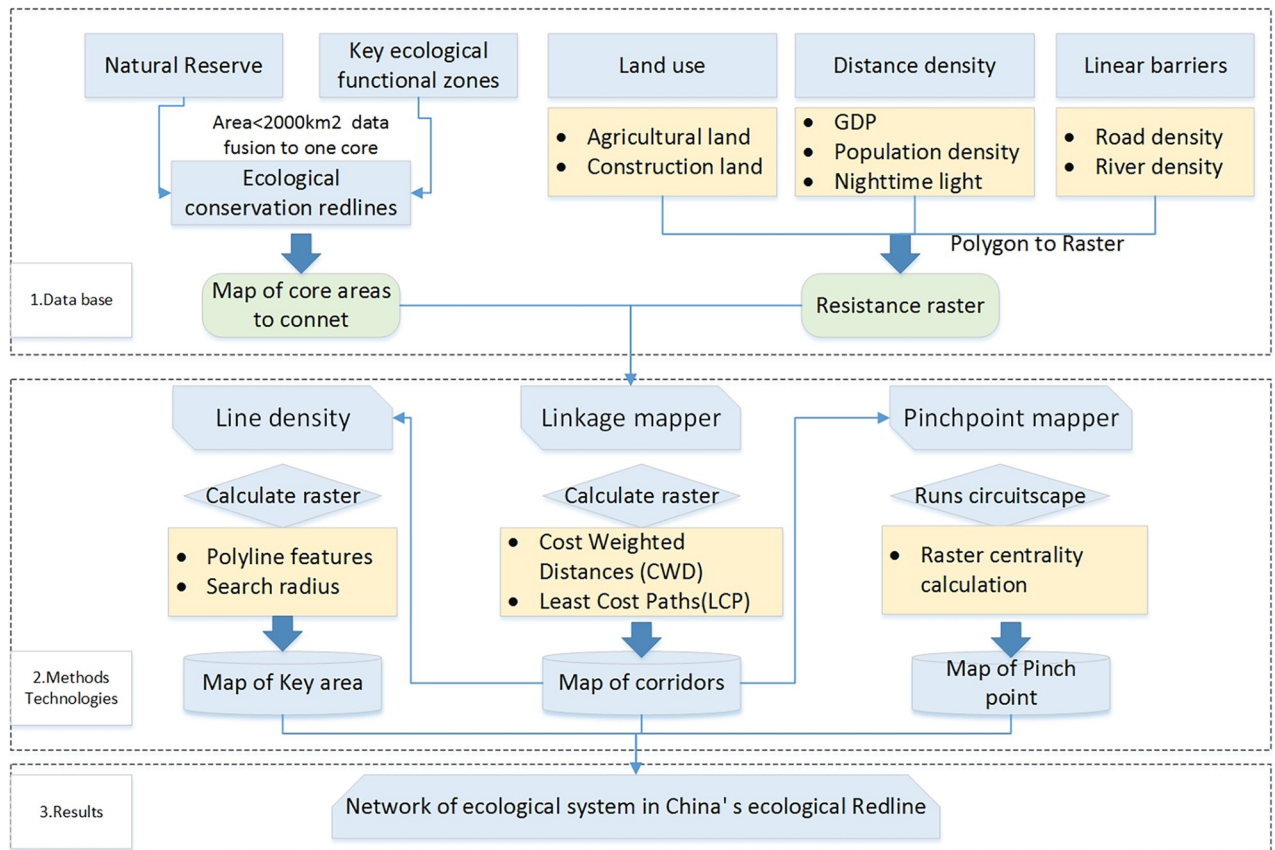 Natural Reserve
Key ecological
functional zones
Land use
Distance density
Linear barriers
Area<2000km2 data
fusion to one core
Ecological
conservation redlines
• Agricultural land
• Construction land
• GDP
• Population density
• Nighttime light
• Road density
• River density
Polygon to Raster
1.Data base
Map of core areas
to connet
Resistance raster
Line density
Linkage mapper
Pinchpoint mapper
Calculate raster
Calculate raster
Runs circuitscape
• Polyline features
• Search radius
• Cost Weighted
Distances (CWD)
• Least Cost Paths(LCP)
• Raster centrality
calculation
2.Methods
Technologies
Map of Key area
Map of corridors
Map of Pinch
point
3.Results
Network of ecological system in China's ecological Redline